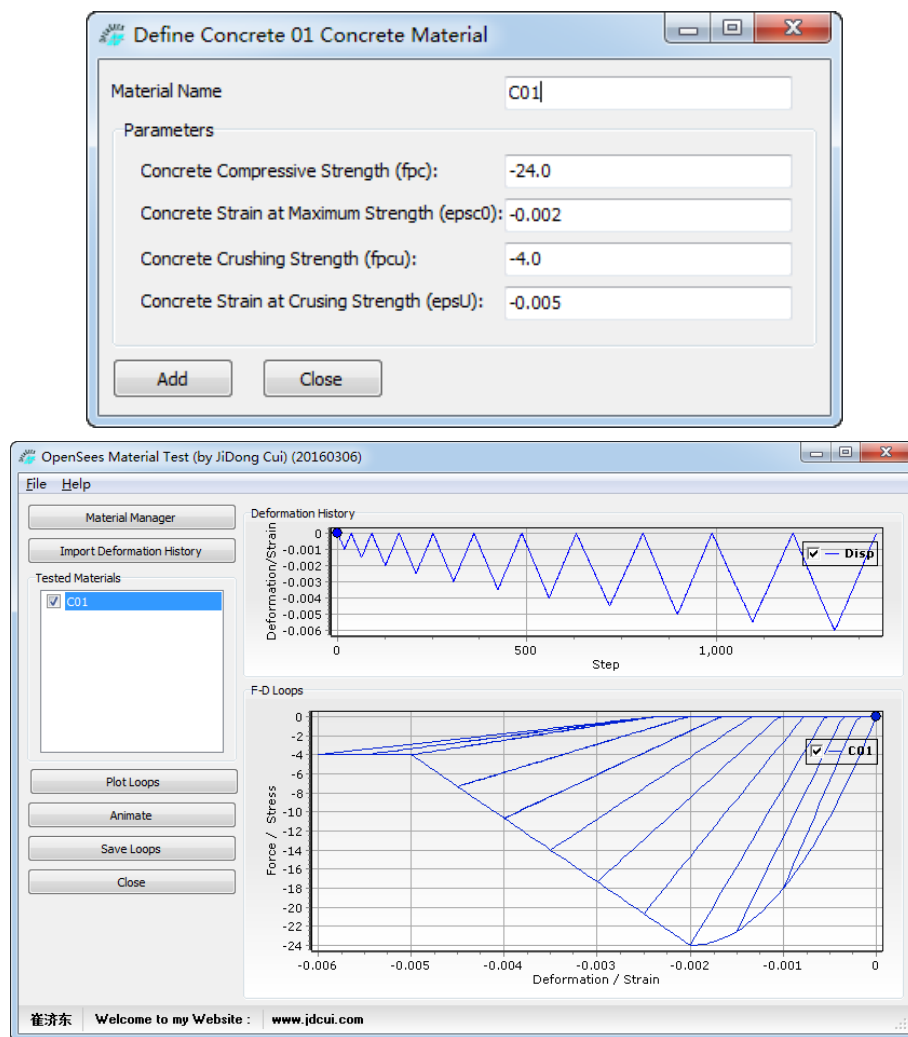 Define Concrete 01 Concrete Material
Material Name
C01
Parameters
Concrete Compressive Strength (fpc):
-24.0
Concrete Strain at Maximum Strength (epsc0):
-0.002
Concrete Crushing Strength (fpcu):
-4.0
Concrete Strain at Crusing Strength (epsU):
-0.005
Add
Close
OpenSees Material Test (by JiDong Cui) (20160306)
File
Help
Material Manager
Import Deformation History
Tested Materials
C01
Plot Loops
Animate
Save Loops
Close
Deformation History
Deformation/Strain
0
-0.001
-0.002
-0.003
-0.004
-0.005
-0.006
Disp
0
500
1,000
Step
F-D Loops
Force / Stress
0
-2
-4
-6
-8
-10
-12
-14
-16
-18
-20
-22
-24
C01
-0.006
-0.005
-0.004
-0.003
-0.002
-0.001
0
Deformation / Strain
崔济东
Welcome to my Website :
www.jdcui.com